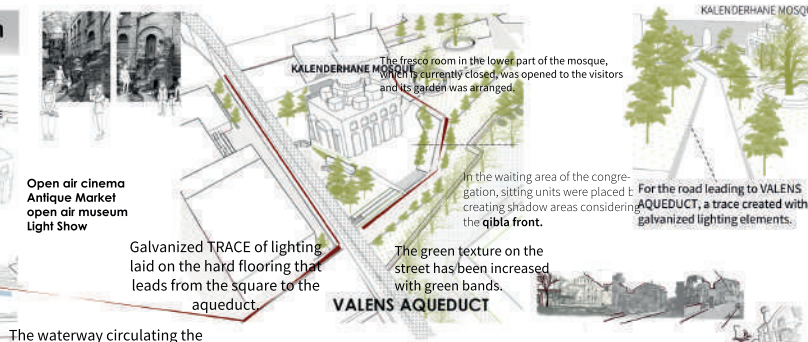 KALENDERHANE MOSQU
KALENDERHANE MOSQUE
The fresco room in the lower part of the mosque,
which is currently closed, was opened to the visitors
and its garden was arranged.
In the waiting area of the congre-
gation, sitting units were placed
creating shadow areas considering
the qibla front.
For the road leading to VALENS
AQUEDUCT, a trace created with
galvanized lighting elements.
Open air cinema
Antique Market
open air museum
Light Show
Galvanized TRACE of lighting
laid on the hard flooring that
leads from the square to the
aqueduct.
The green texture on the
street has been increased
with green bands.
VALENS AQUEDUCT
The waterway circulating the